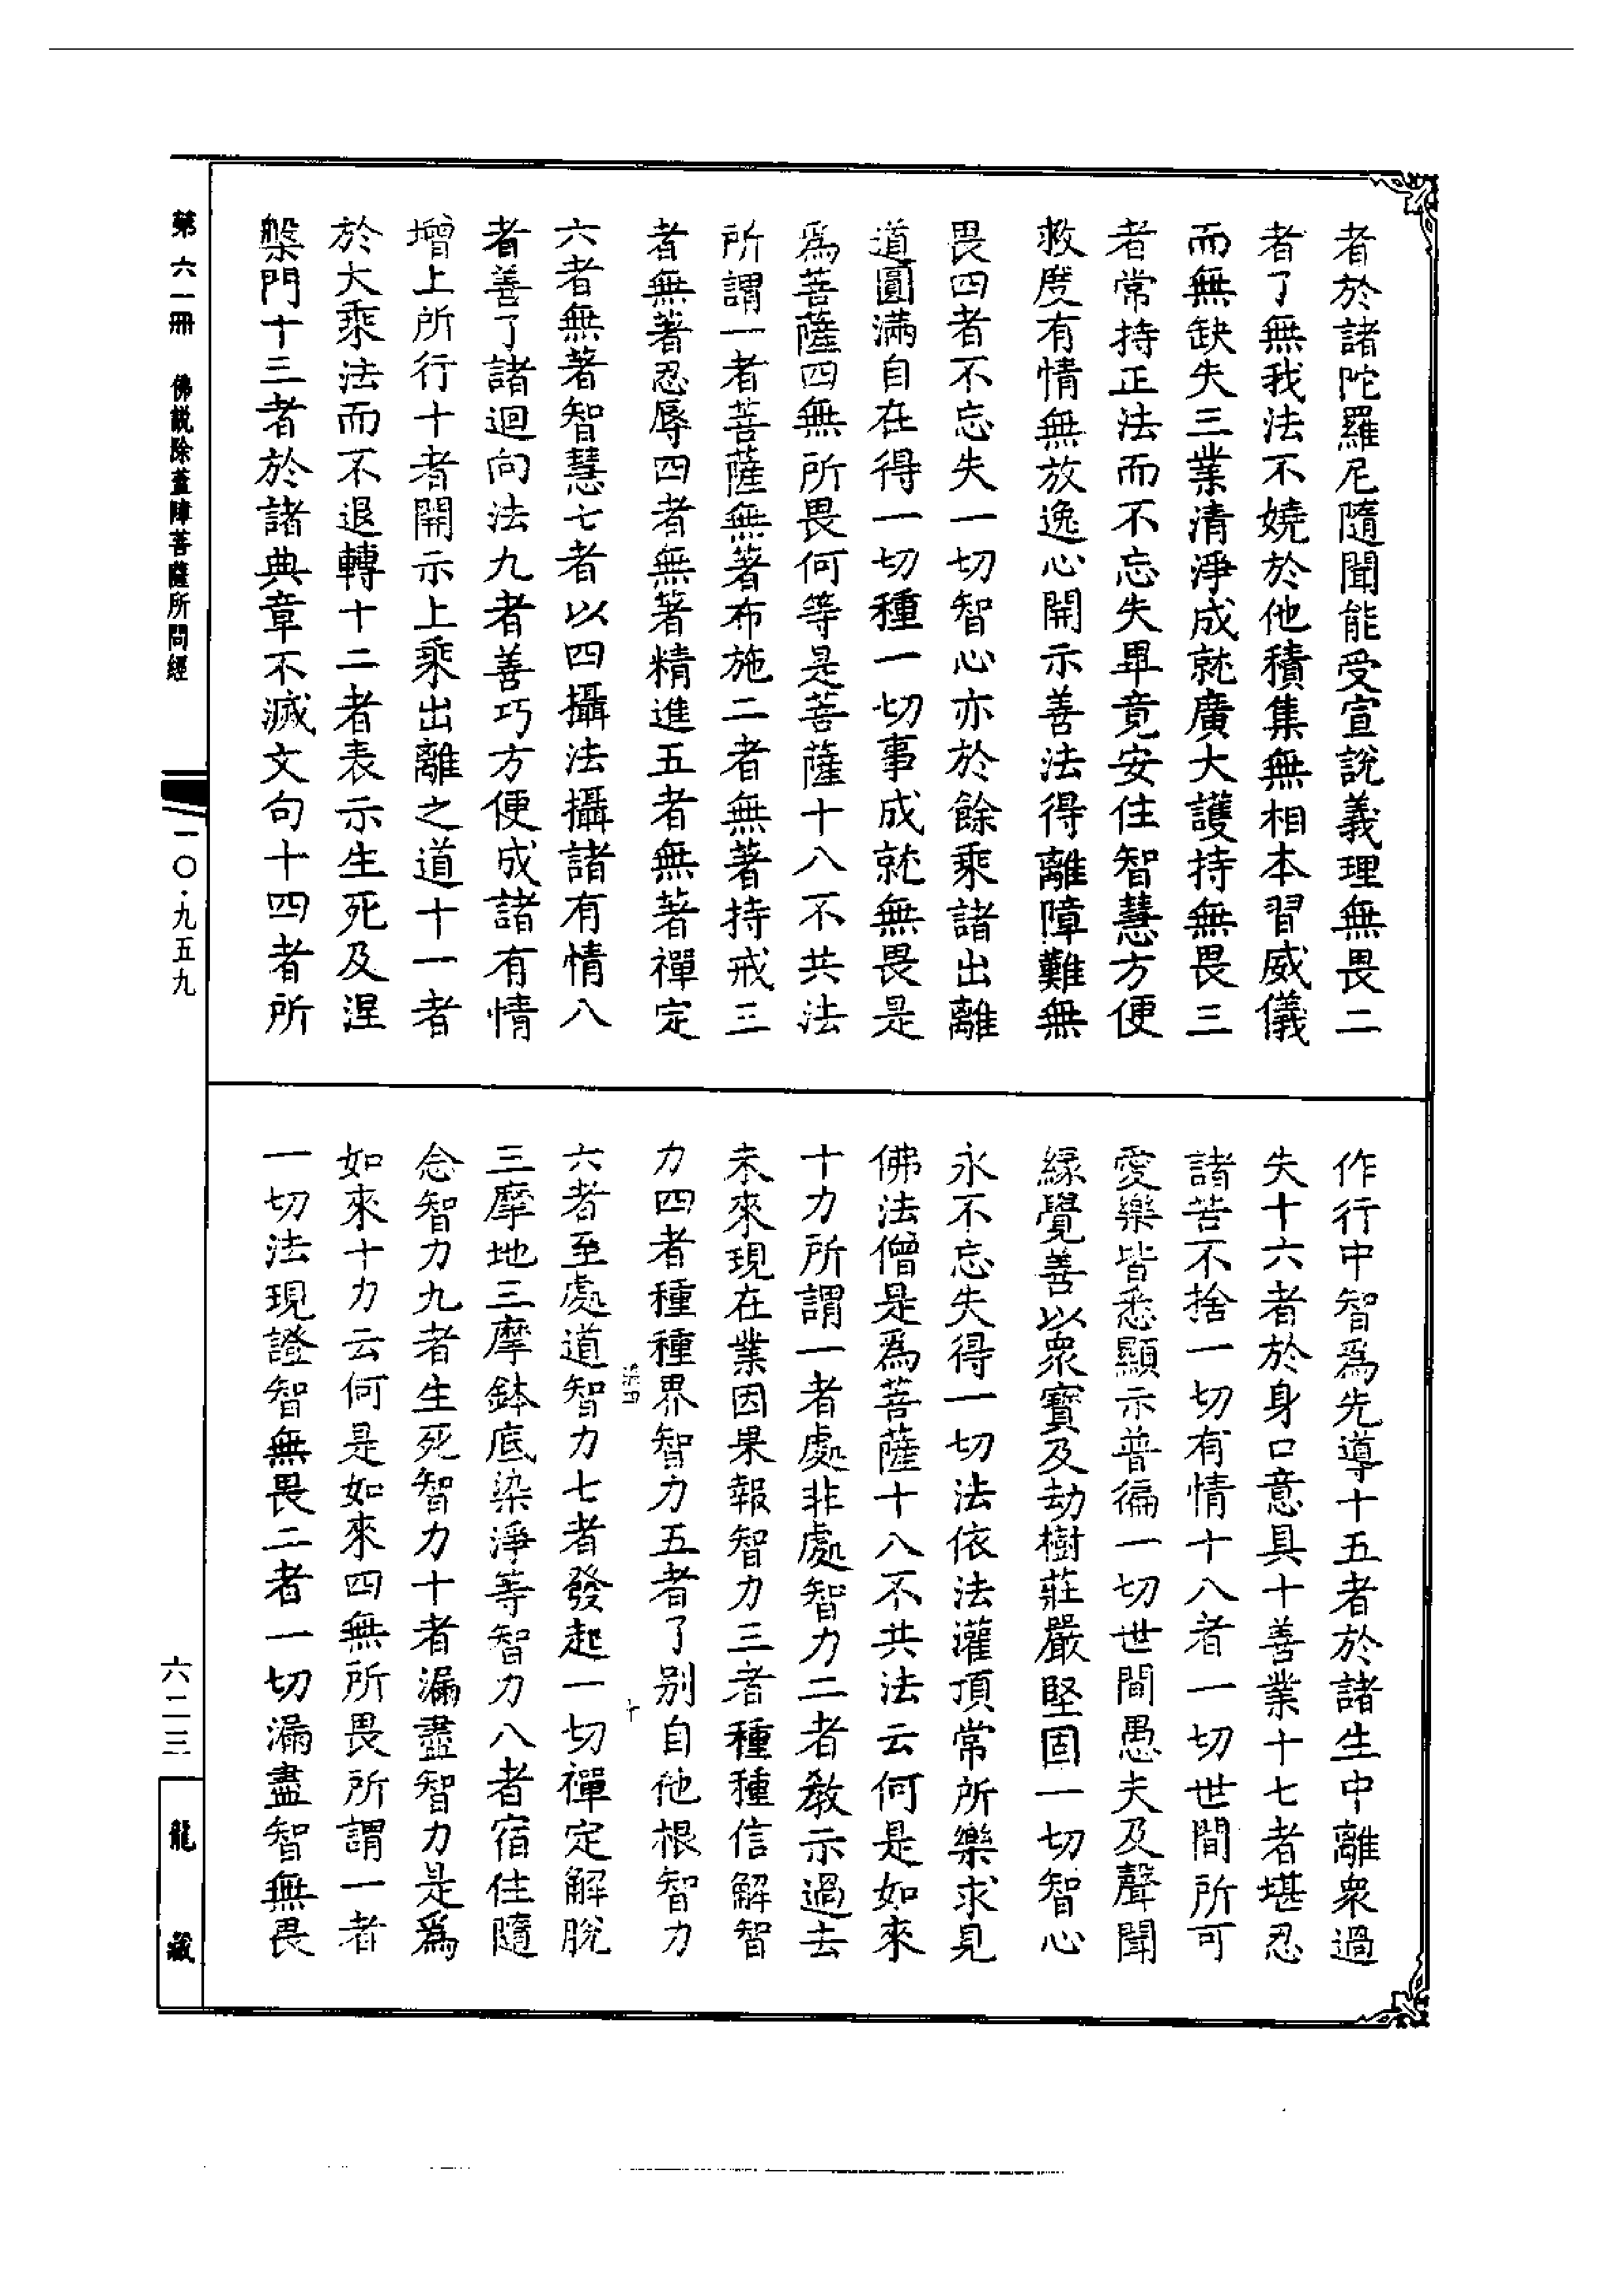 者於諸陀羅尼隨聞能受宣說義理無畏二
者了無我法不嬈於他積集無相本習威儀
而無缺失三業清淨成就廣大護持無畏三
者常持正法而不忘失畢竟安住智慧方便
救度有情無放逸心開示善法得離障難無
畏四者不忘失一切智心亦於餘乘諸出離
道圓滿自在得一切種一切事成就無畏是
為菩薩四無所畏何等是菩薩十八不共法
所謂一者菩薩無著布施二者無著持戒三
者無著忍辱四者無著精進五者無著禪定
六者無著智慧七者以四攝法攝諸有情八
者善了諸迴向法九者善巧方便成諸有情
增上所行十者開示上乘出離之道十一者
於大乘法而不退轉十二者表示生死及涅
槃門十三者於諸典章不減文句十四者所
作行中智爲先導十五者於諸生中離衆過
失十六者於身口意具十善業十七者堪忍
諸苦不捨一切有情十八者一切世間所可
愛樂皆悉顯示普徧一切世間愚夫及聲聞
緣覺善以衆寶及劫樹莊嚴堅固一切智心
永不忘失得一切法依法灌頂常所樂求見
佛法僧是爲菩薩十八不共法云何是如來
十力所謂一者處非處智力二者教示過去
未來現在業因果報智力三者種種信解智
力四者種種界智力五者了别自他根智力
六者至處道智力七者發起一切禪定解脫
三摩地三摩鉢底染淨等智力八者宿住隨
念智力九者生死智力十者漏盡智力是爲
如來十力云何是如來四無所畏所謂一者
一切法現證智無畏二者一切漏盡智無畏
十
第六一冊 佛說除蓋障菩薩所問經
一〇·九五九
六二三
龍藏